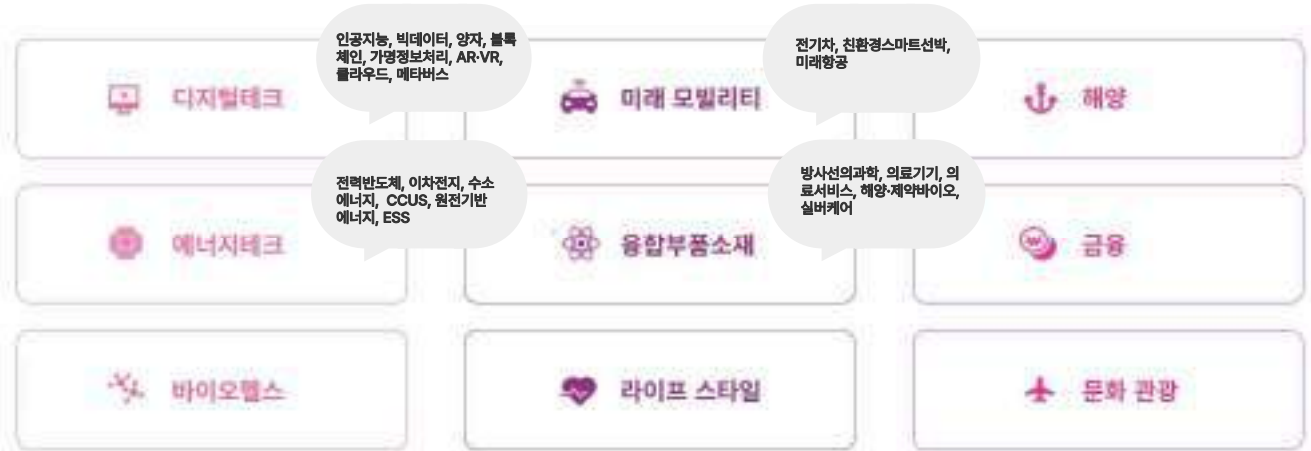 인공지능, 빅데이터, 양자, 블록
체인, 가명정보처리, AR·VR,
클라우드, 메타버스
전기차, 친환경스마트선박,
미래항공
디지털테크
미래 모빌리티
해양
전력반도체, 이차전지, 수소
에너지, CCUS, 원전기반
에너지, ESS
방사선의과학, 의료기기, 의
료서비스, 해양·제약바이오,
실버케어
에너지테크
융합부품소재
금융
바이오헬스
라이프 스타일
문화 관광